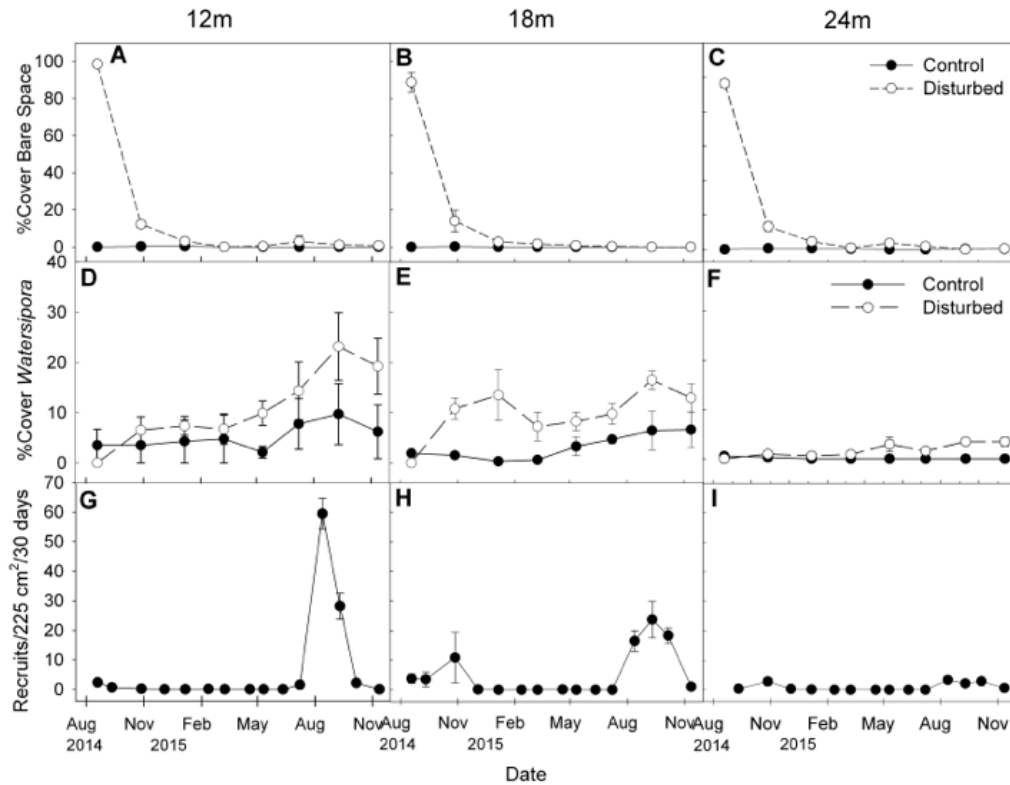 12m 18m 24m
A B C
Control
Disturbed
%Cover Bare Space
100
80
60
40
20
0
D E F
Control
Disturbed
%Cover Watersipora
40
30
20
10
0
G H I
Recruits/225 cm²/30 days
70
60
50
40
30
20
10
0
Aug Nov Feb May Aug Nov Aug Nov Feb May Aug Nov Aug Nov Feb May Aug Nov
2014 2015 2014 2015 2014 2015
Date